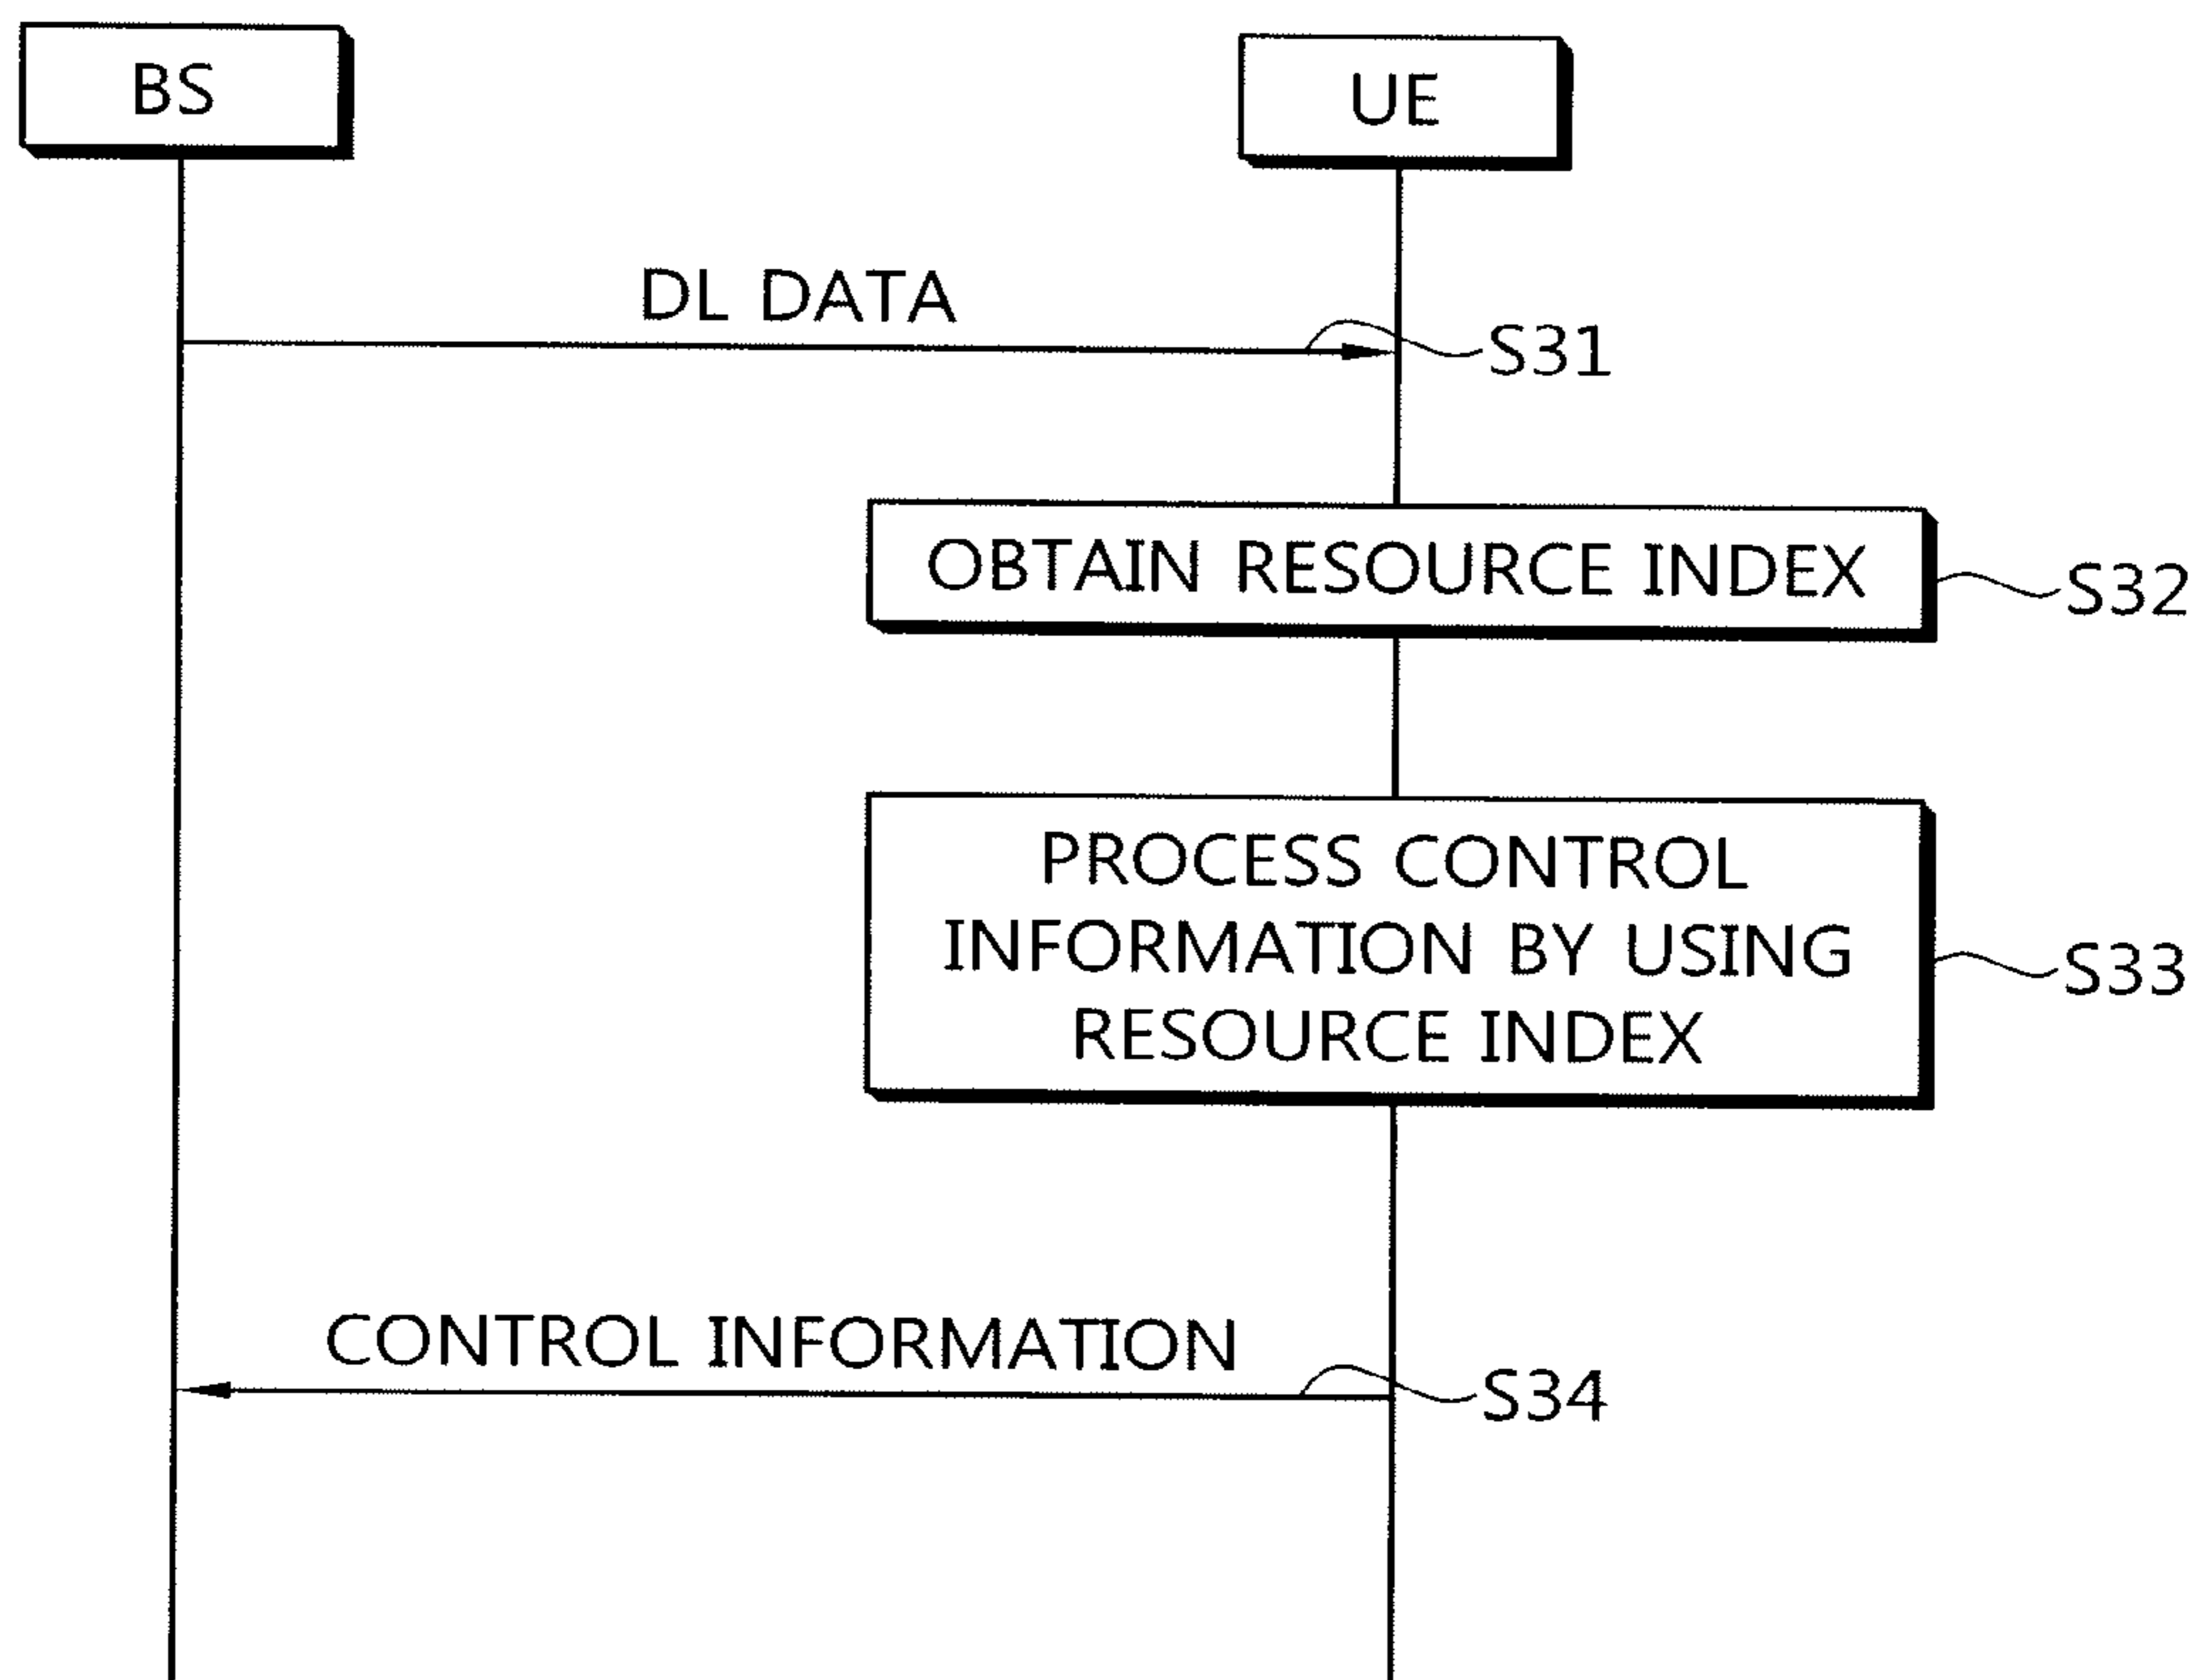 BS
UE
DL DATA
S31
OBTAIN RESOURCE INDEX
S32
PROCESS CONTROL
INFORMATION BY USING
RESOURCE INDEX
S33
CONTROL INFORMATION
S34